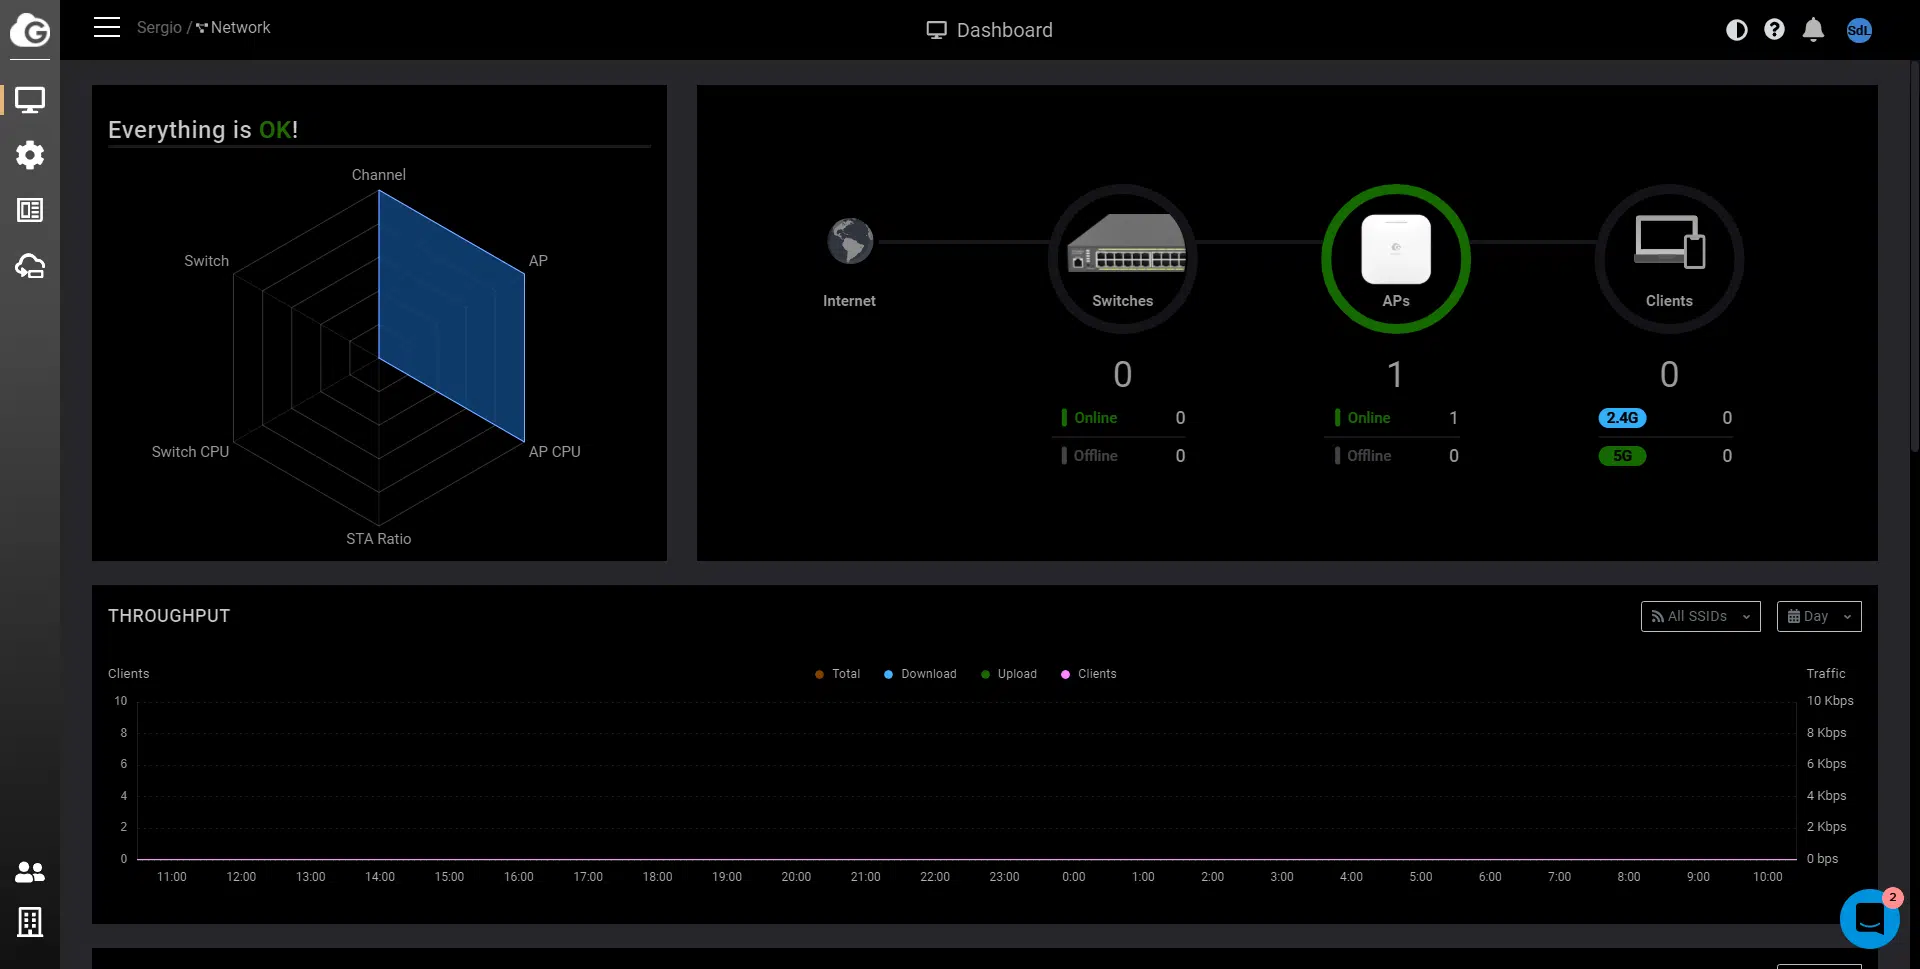 Sergio / Network
Dashboard
SdL
Everything is OK!
Channel
AP
AP CPU
STA Ratio
Switch CPU
Switch
Internet
Switches
APs
Clients
0
1
0
Online 0
Offline 0
Online 1
Offline 0
2.4G 0
5G 0
THROUGHPUT
All SSIDs
Day
Clients
Total Download Upload Clients
Traffic
10 10 Kbps
8 8 Kbps
6 6 Kbps
4 4 Kbps
2 2 Kbps
0 0 bps
11:00 12:00 13:00 14:00 15:00 16:00 17:00 18:00 19:00 20:00 21:00 22:00 23:00 0:00 1:00 2:00 3:00 4:00 5:00 6:00 7:00 8:00 9:00 10:00
2